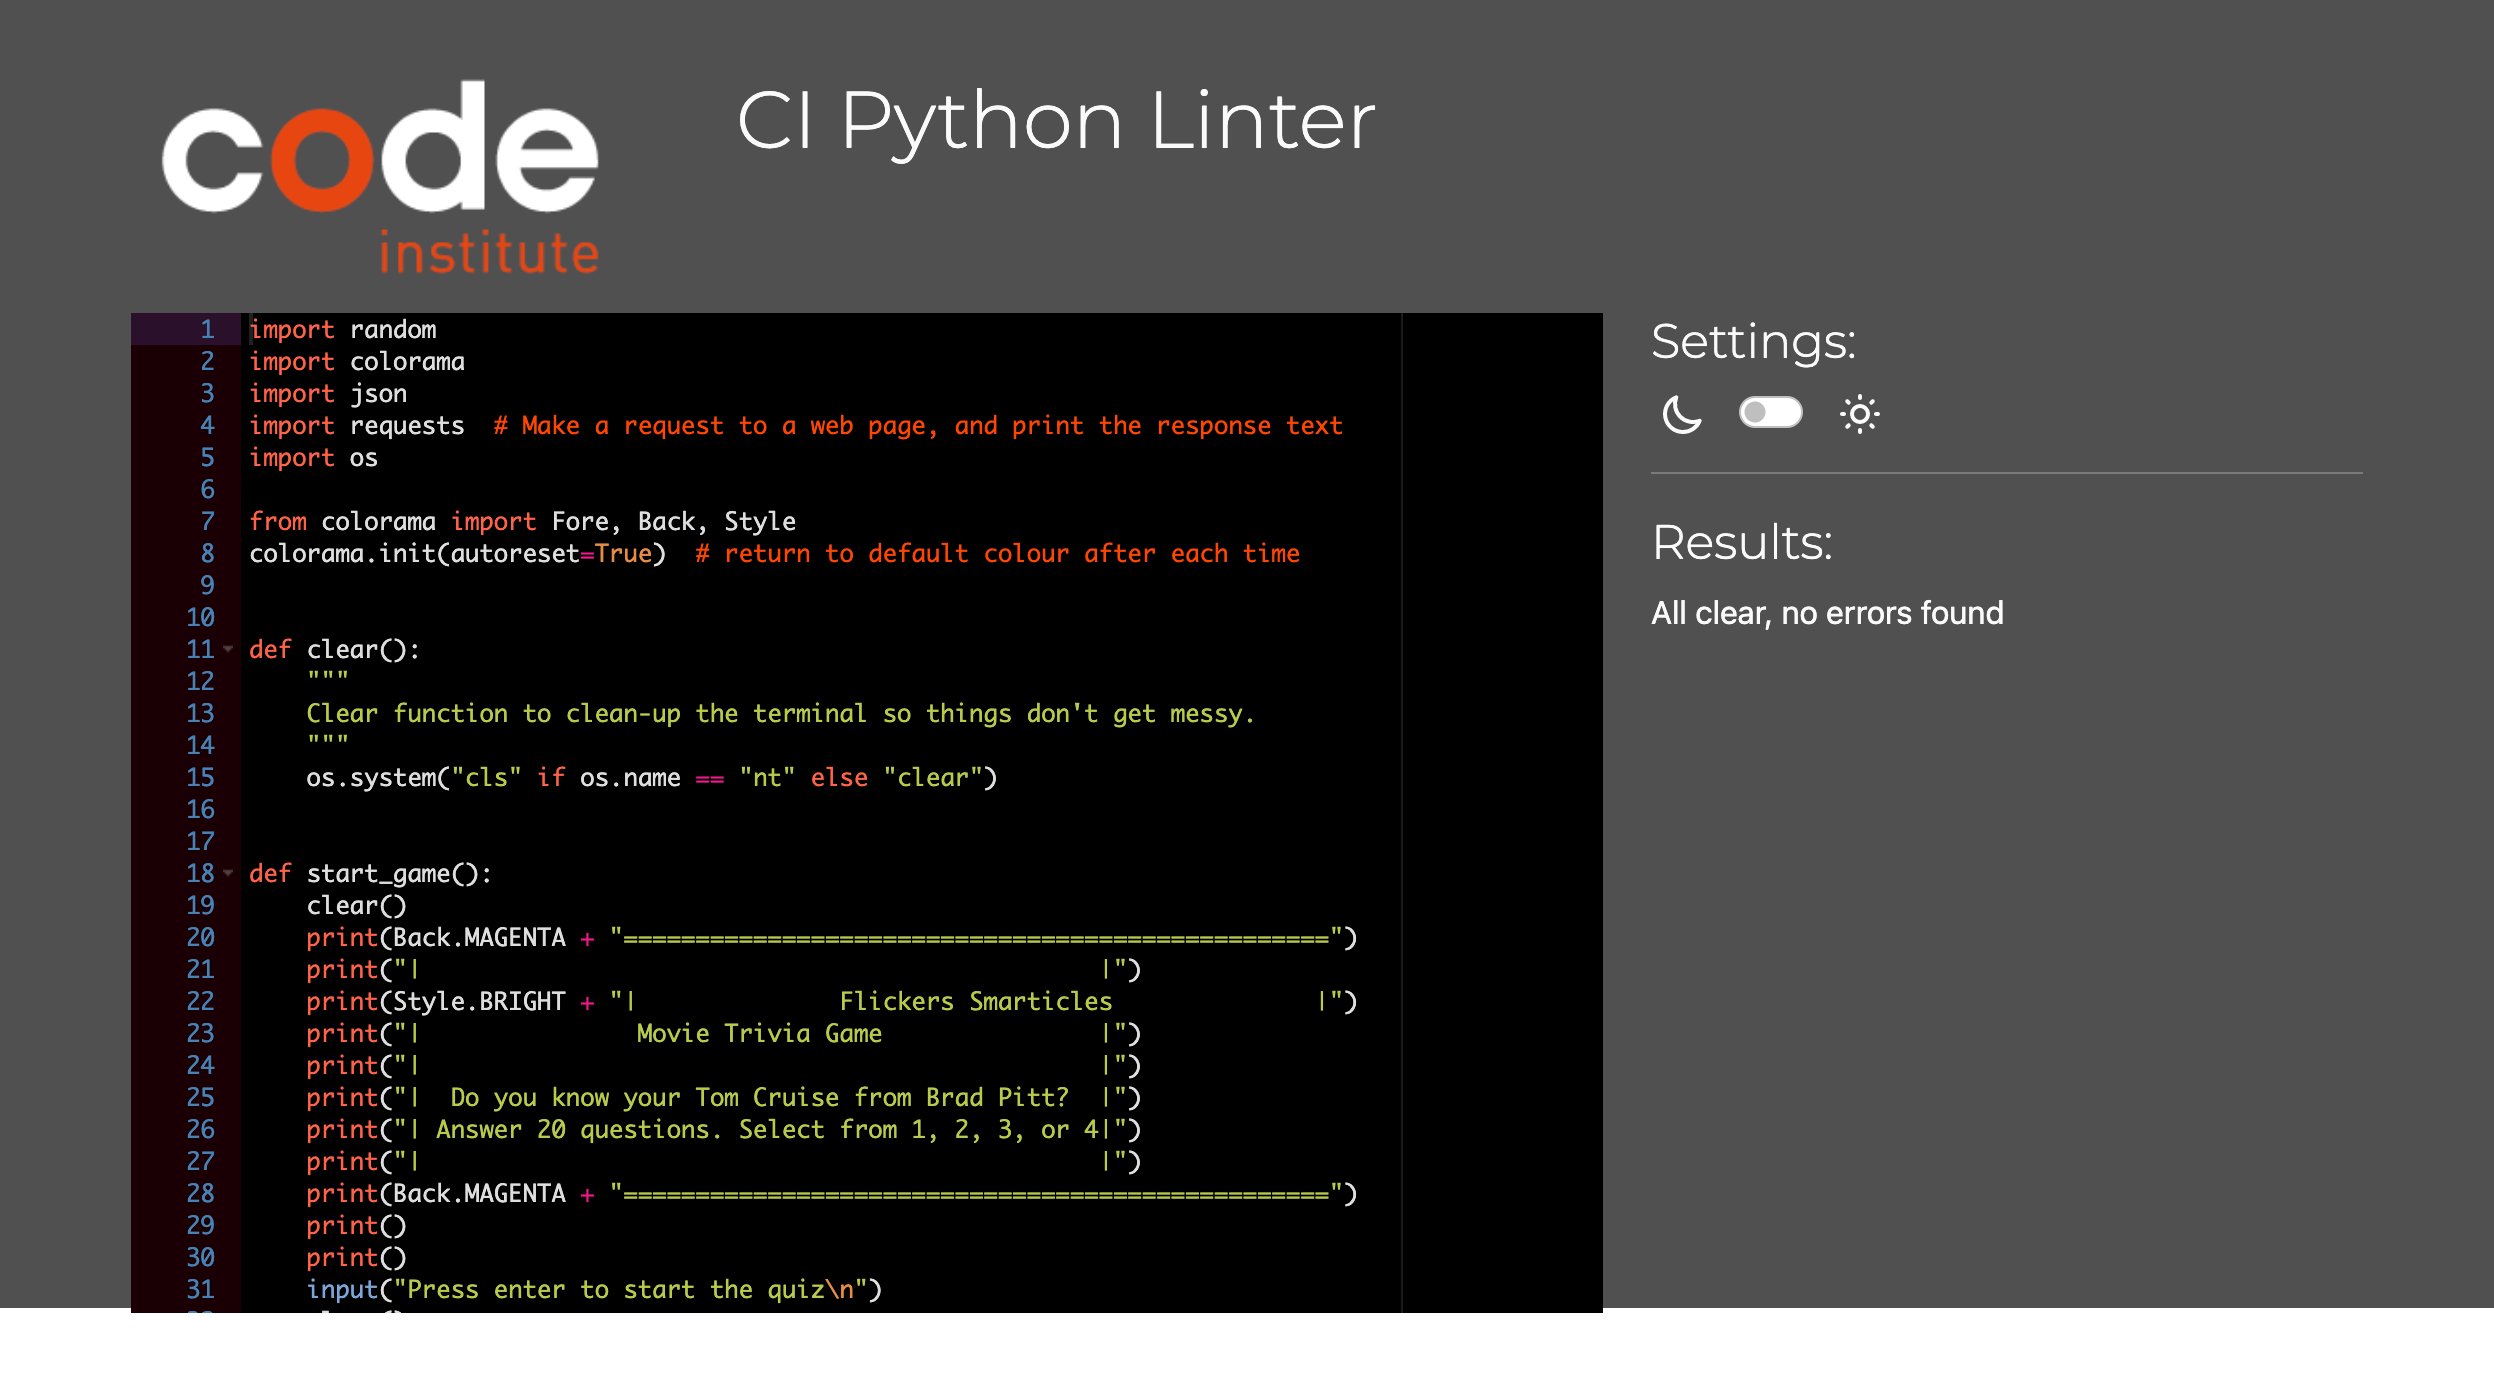 code
institute
CI Python Linter
1 import random
2 import colorama
3 import json
4 import requests  # Make a request to a web page, and print the response text
5 import os
6
7 from colorama import Fore, Back, Style
8 colorama.init(autoreset=True)  # return to default colour after each time
9
10
11 def clear():
12     """
13     Clear function to clean-up the terminal so things don't get messy.
14     """
15     os.system("cls" if os.name == "nt" else "clear")
16
17
18 def start_game():
19     clear()
20     print(Back.MAGENTA + "=================================================")
21     print("|                                               |")
22     print(Style.BRIGHT + "|              Flickers Smarticles              |")
23     print("|               Movie Trivia Game               |")
24     print("|                                               |")
25     print("|  Do you know your Tom Cruise from Brad Pitt?  |")
26     print("| Answer 20 questions. Select from 1, 2, 3, or 4|")
27     print("|                                               |")
28     print(Back.MAGENTA + "=================================================")
29     print()
30     print()
31     input("Press enter to start the quiz\n")
Settings:
Results:
All clear, no errors found